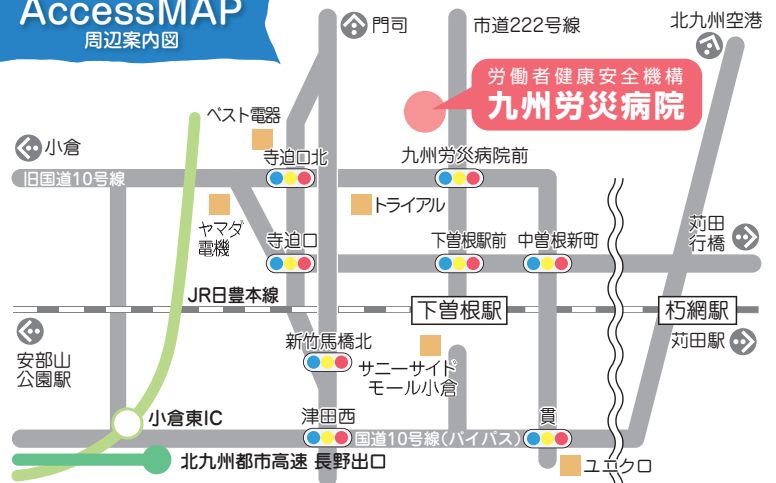 AccessMAP
周辺案内図
門司
市道222号線
北九州空港
労働者健康安全機構
九州労災病院
ベスト電器
小倉
寺迫口北
九州労災病院前
旧国道10号線
トライアル
ヤマダ
電機
寺迫口
下曽根駅前
中曽根新町
苅田
行橋
JR日豊本線
下曽根駅
朽網駅
安部山
公園駅
新竹馬橋北
サニーサイド
モール小倉
苅田駅
小倉東IC
津田西
国道10号線(バイパス)
貫
北九州都市高速 長野出口
ユニクロ